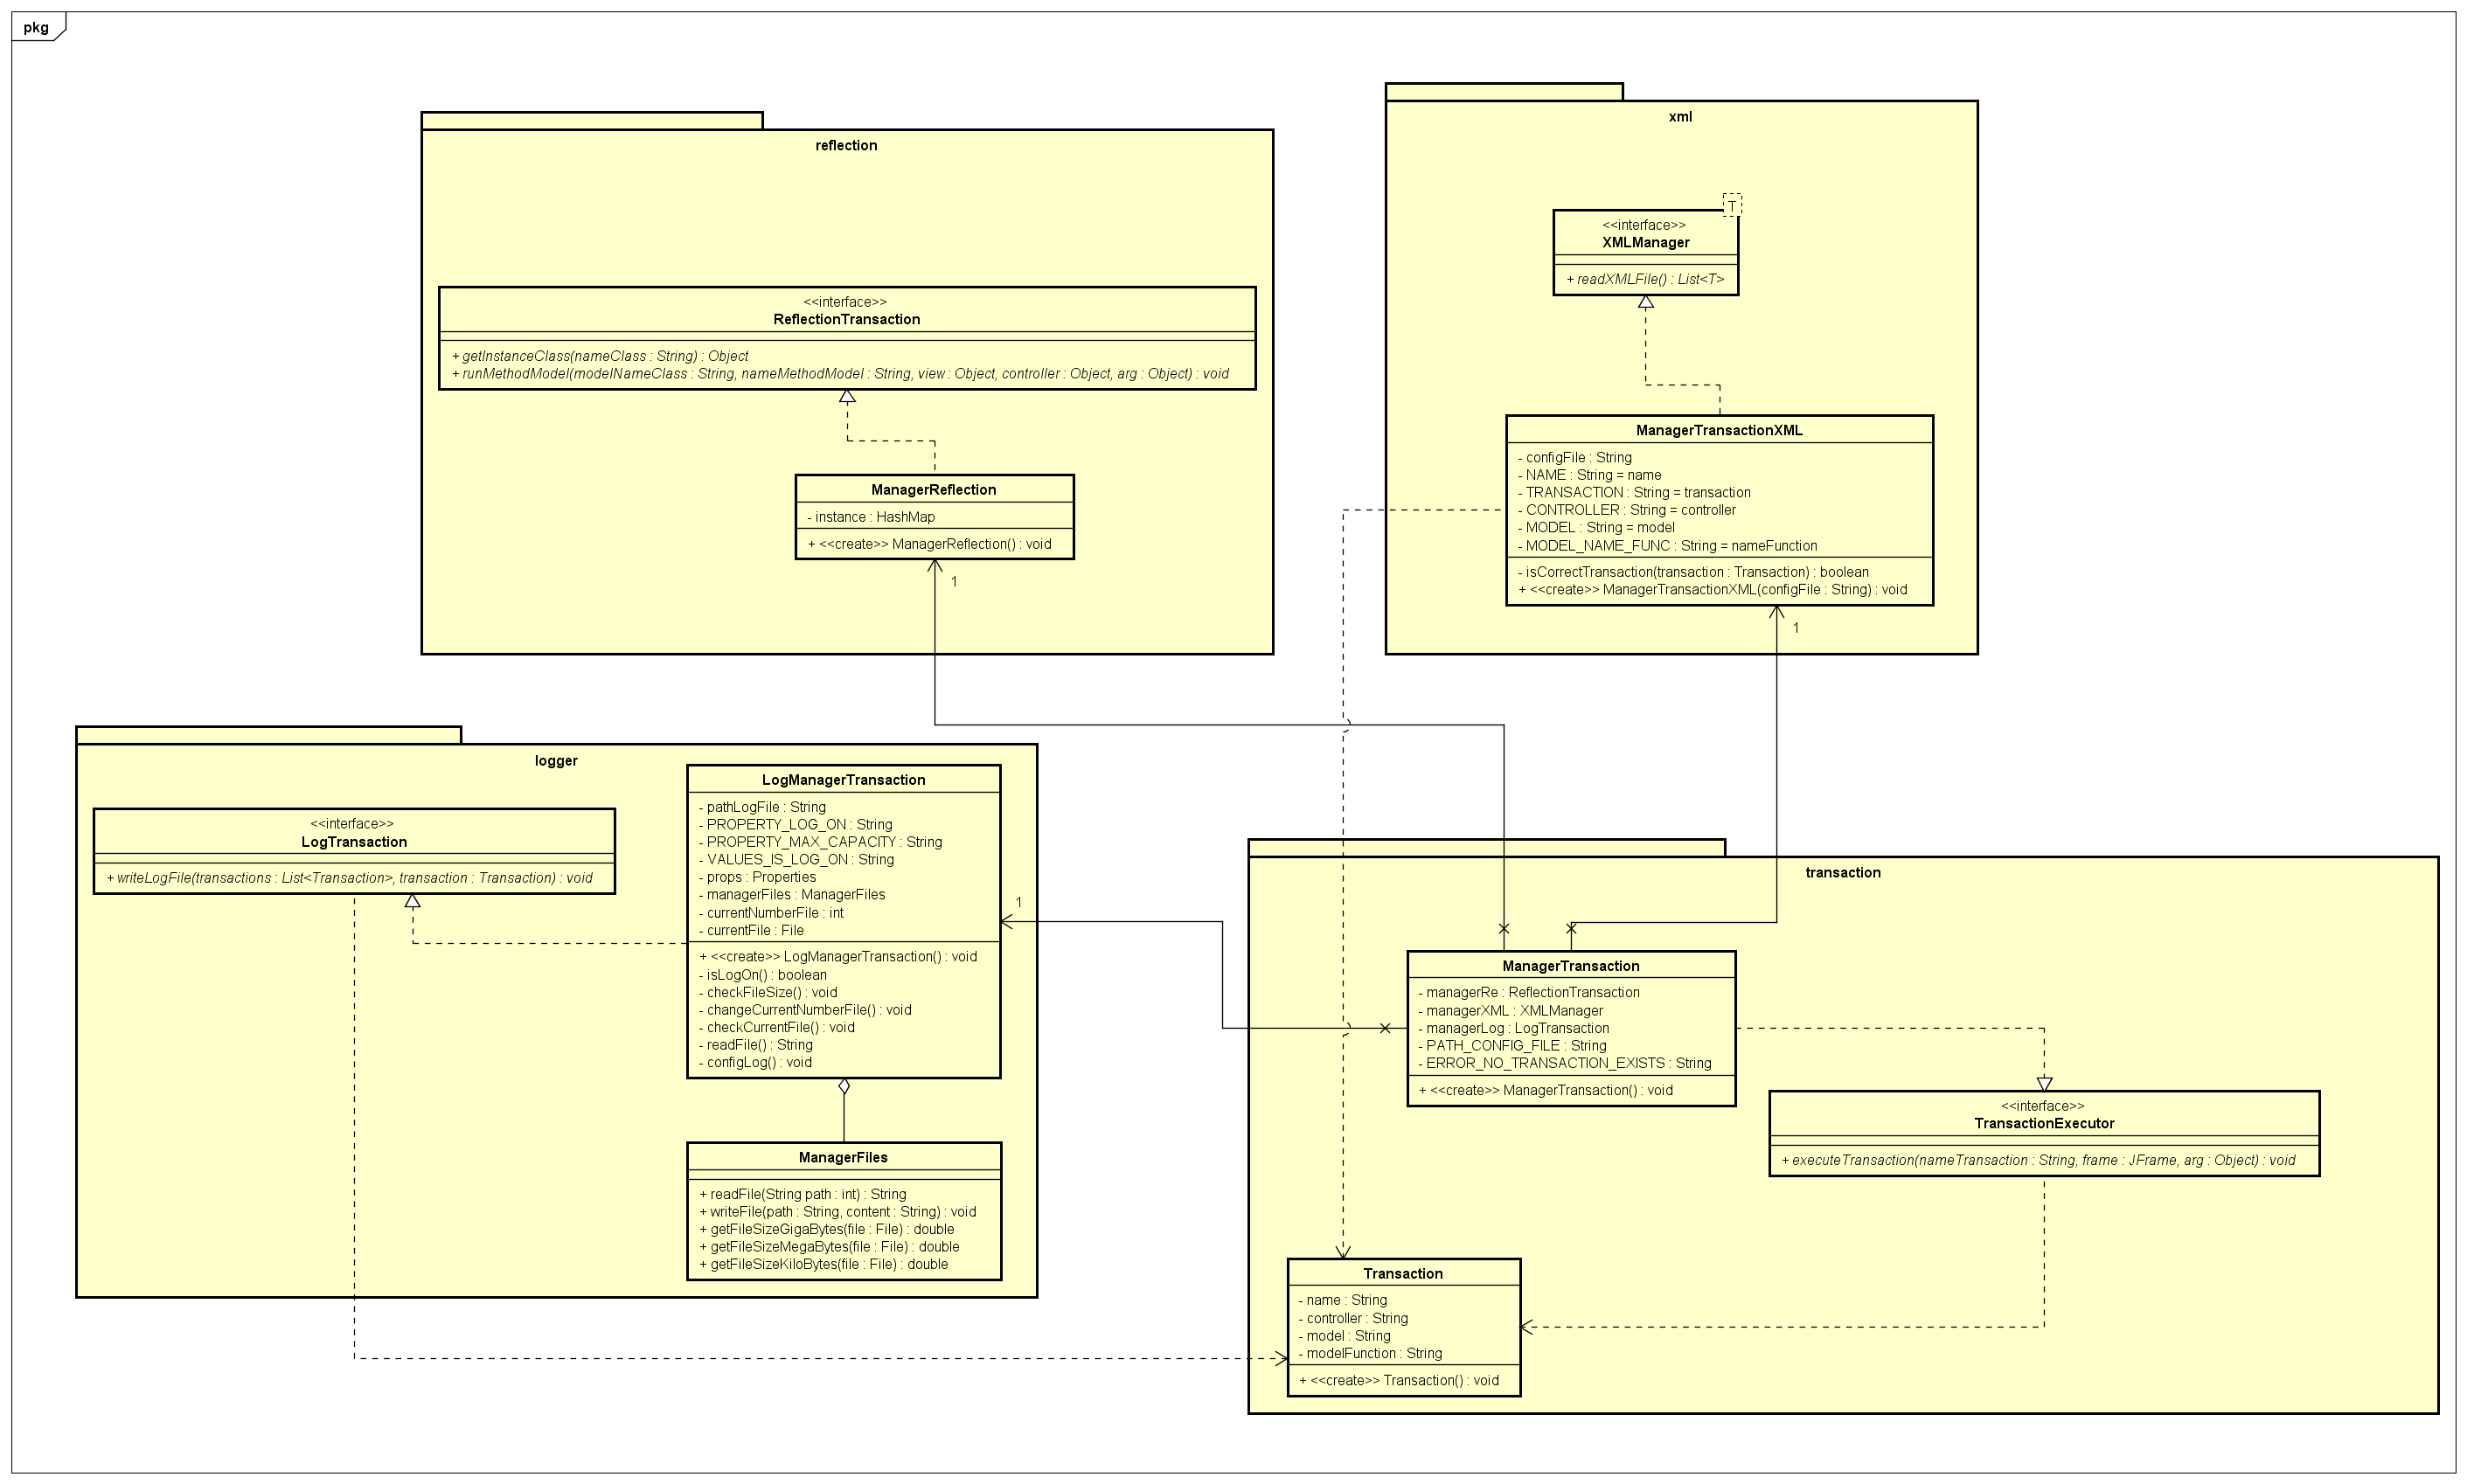 pkg
reflection
<<interface>>
ReflectionTransaction
+ getInstanceClass(nameClass : String) : Object
+ runMethodModel(modelNameClass : String, nameMethodModel : String, view : Object, controller : Object, arg : Object) : void
ManagerReflection
- instance : HashMap
+ <<create>> ManagerReflection() : void
1
xml
T
<<interface>>
XMLManager
+ readXMLFile() : List<T>
ManagerTransactionXML
- configFile : String
- NAME : String = name
- TRANSACTION : String = transaction
- CONTROLLER : String = controller
- MODEL : String = model
- MODEL_NAME_FUNC : String = nameFunction
- isCorrectTransaction(transaction : Transaction) : boolean
+ <<create>> ManagerTransactionXML(configFile : String) : void
1
logger
<<interface>>
LogTransaction
+ writeLogFile(transactions : List<Transaction>, transaction : Transaction) : void
LogManagerTransaction
- pathLogFile : String
- PROPERTY_LOG_ON : String
- PROPERTY_MAX_CAPACITY : String
- VALUES_IS_LOG_ON : String
- props : Properties
- managerFiles : ManagerFiles
- currentNumberFile : int
- currentFile : File
+ <<create>> LogManagerTransaction() : void
- isLogOn() : boolean
- checkFileSize() : void
- changeCurrentNumberFile() : void
- checkCurrentFile() : void
- readFile() : String
- configLog() : void
1
ManagerFiles
+ readFile(String path : int) : String
+ writeFile(path : String, content : String) : void
+ getFileSizeGigaBytes(file : File) : double
+ getFileSizeMegaBytes(file : File) : double
+ getFileSizeKiloBytes(file : File) : double
transaction
ManagerTransaction
- managerRe : ReflectionTransaction
- managerXML : XMLManager
- managerLog : LogTransaction
- PATH_CONFIG_FILE : String
- ERROR_NO_TRANSACTION_EXISTS : String
+ <<create>> ManagerTransaction() : void
<<interface>>
TransactionExecutor
+ executeTransaction(nameTransaction : String, frame : JFrame, arg : Object) : void
Transaction
- name : String
- controller : String
- model : String
- modelFunction : String
+ <<create>> Transaction() : void